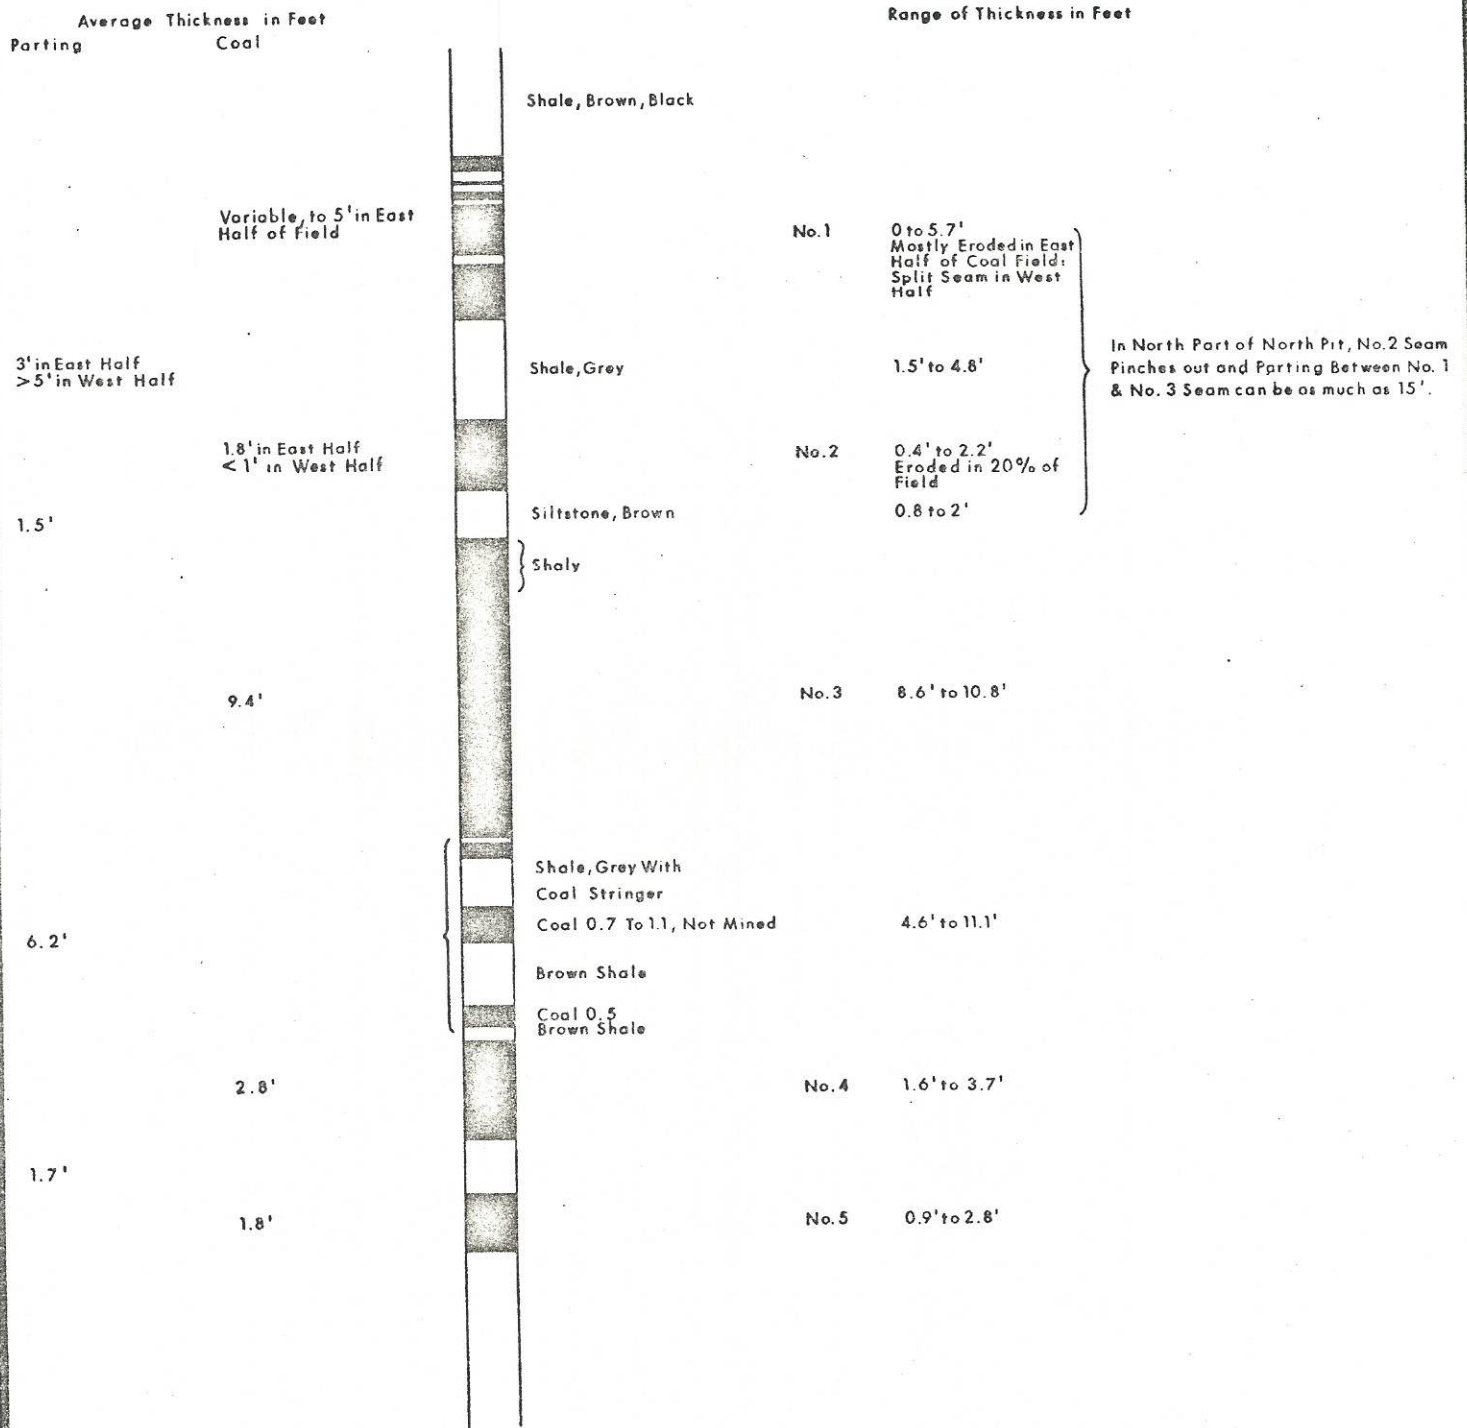 Average Thickness in Feet
Parting
Coal
Range of Thickness in Feet
Shale, Brown, Black
Variable, to 5' in East
Half of Field
No.1
0 to 5.7'
Mostly Eroded in East
Half of Coal Field:
Split Seam in West
Half
3' in East Half
>5' in West Half
Shale, Grey
1.5' to 4.8'
In North Part of North Pit, No.2 Seam
Pinches out and Parting Between No. 1
& No. 3 Seam can be as much as 15'.
1.8' in East Half
< 1' in West Half
No.2
0.4' to 2.2'
Eroded in 20% of
Field
1.5'
Siltstone, Brown
0.8 to 2'
Shaly
9.4'
No.3
8.6' to 10.8'
Shale, Grey With
Coal Stringer
6.2'
Coal 0.7 To 1.1, Not Mined
4.6' to 11.1'
Brown Shale
Coal 0.5
Brown Shale
2.8'
No.4
1.6' to 3.7'
1.7'
1.8'
No.5
0.9' to 2.8'